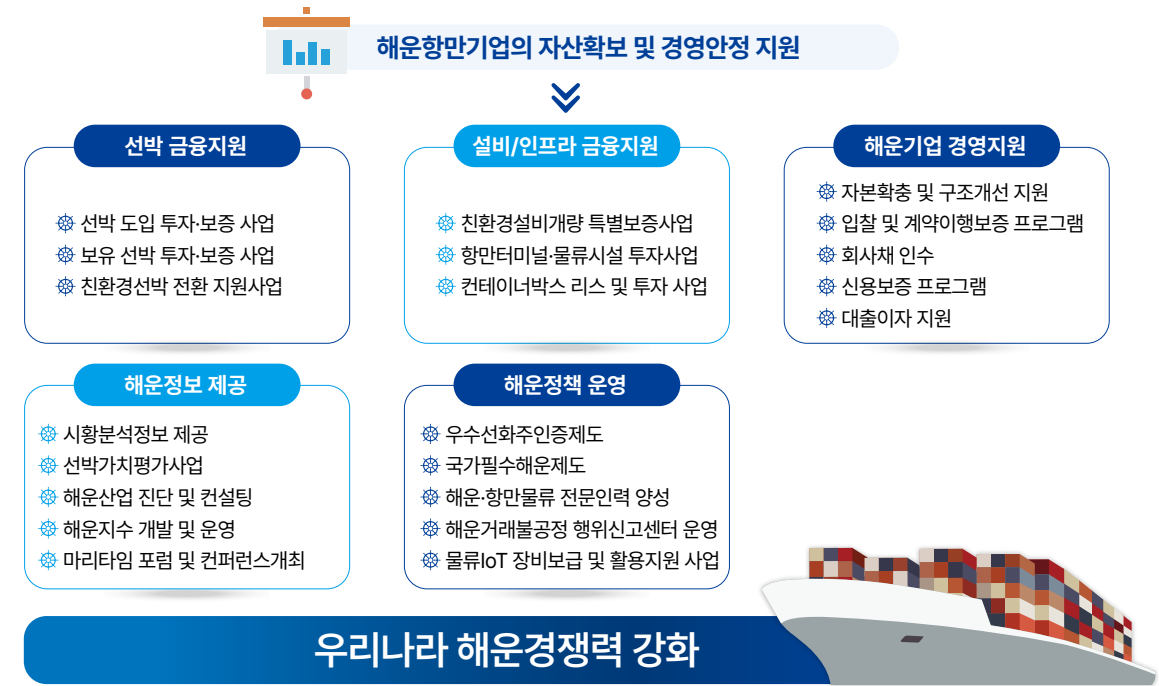 해운항만기업의 자산확보 및 경영안정 지원
선박 금융지원
선박 도입 투자·보증 사업
보유 선박 투자·보증 사업
친환경선박 전환 지원사업
설비/인프라 금융지원
친환경설비개량 특별보증사업
항만터미널·물류시설 투자사업
컨테이너박스 리스 및 투자 사업
해운기업 경영지원
자본확충 및 구조개선 지원
입찰 및 계약이행보증 프로그램
회사채 인수
신용보증 프로그램
대출이자 지원
해운정보 제공
시황분석정보 제공
선박가치평가사업
해운산업 진단 및 컨설팅
해운지수 개발 및 운영
마리타임 포럼 및 컨퍼런스개최
해운정책 운영
우수선화주인증제도
국가필수해운제도
해운·항만물류 전문인력 양성
해운거래불공정 행위신고센터 운영
물류IoT 장비보급 및 활용지원 사업
우리나라 해운경쟁력 강화